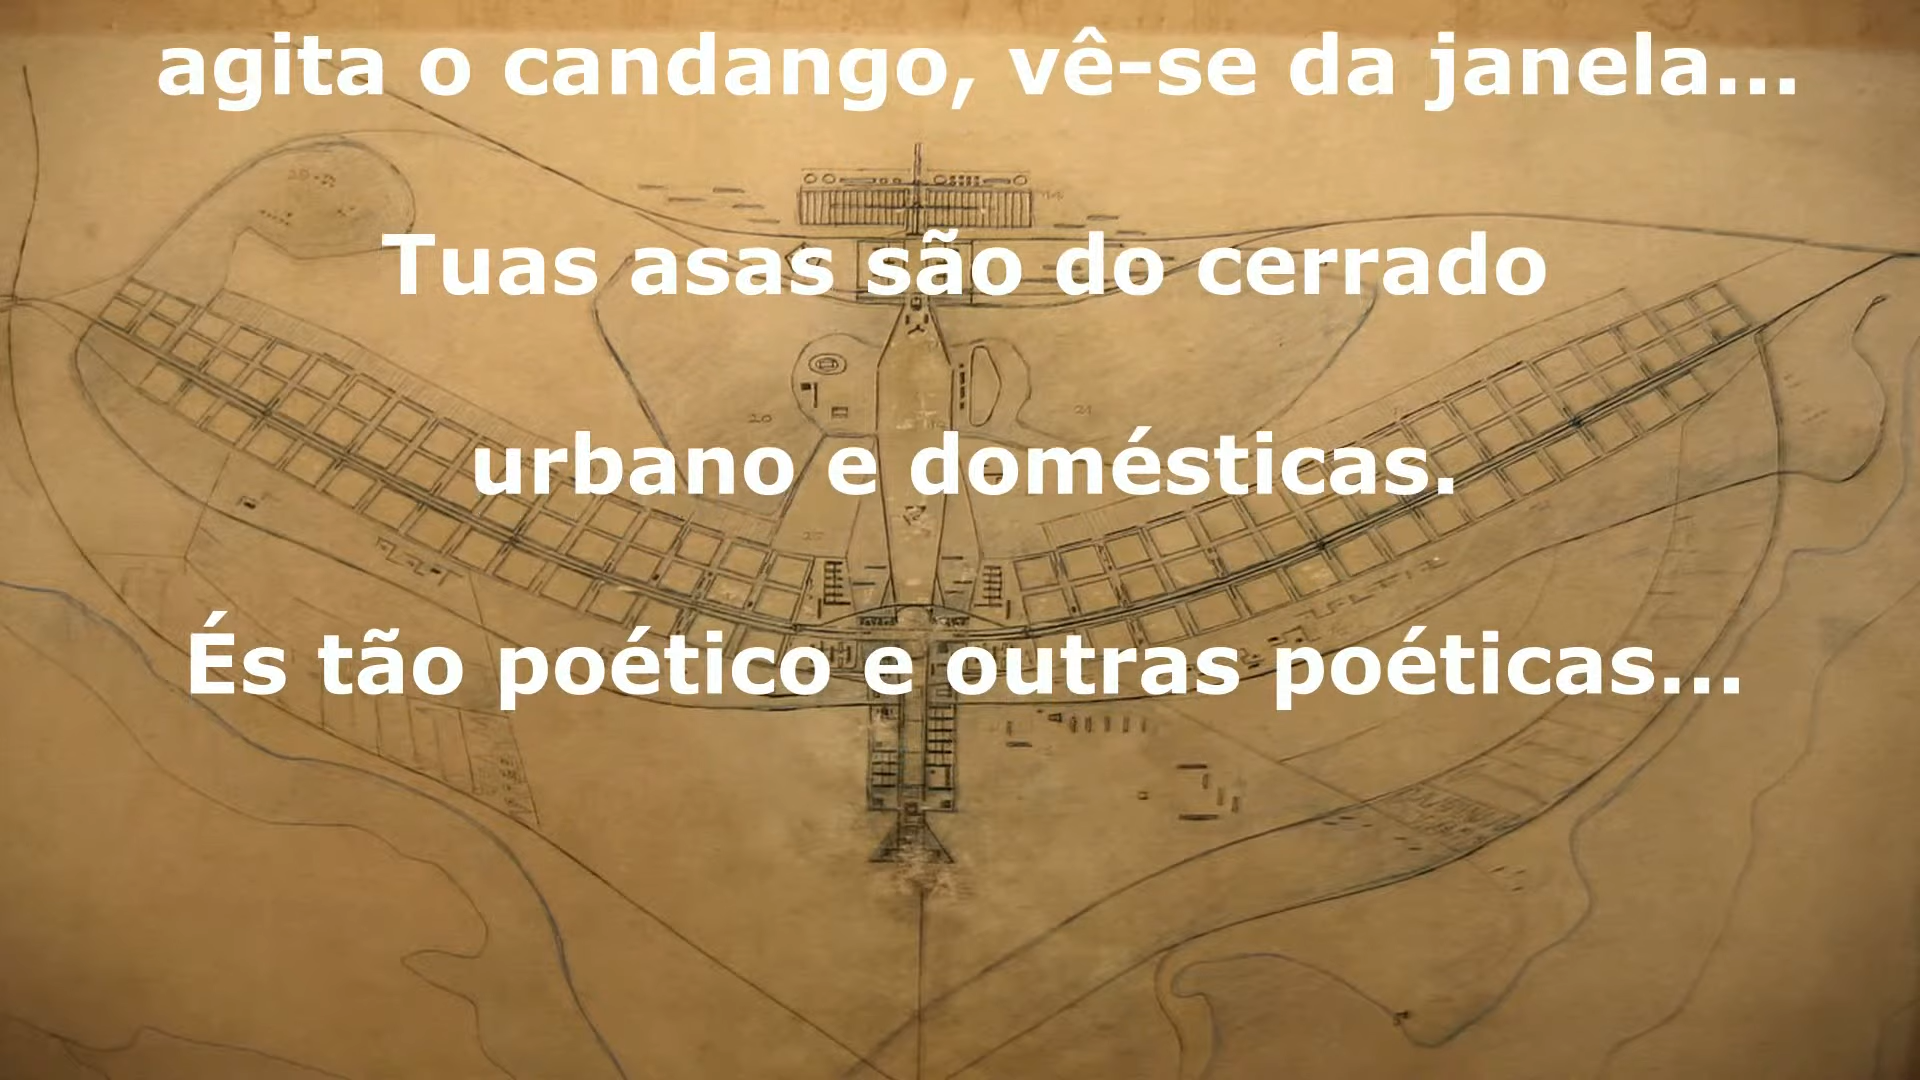 agita o candango, vê-se da janela...
Tuas asas são do cerrado
urbano e domésticas.
És tão poético e outras poéticas...